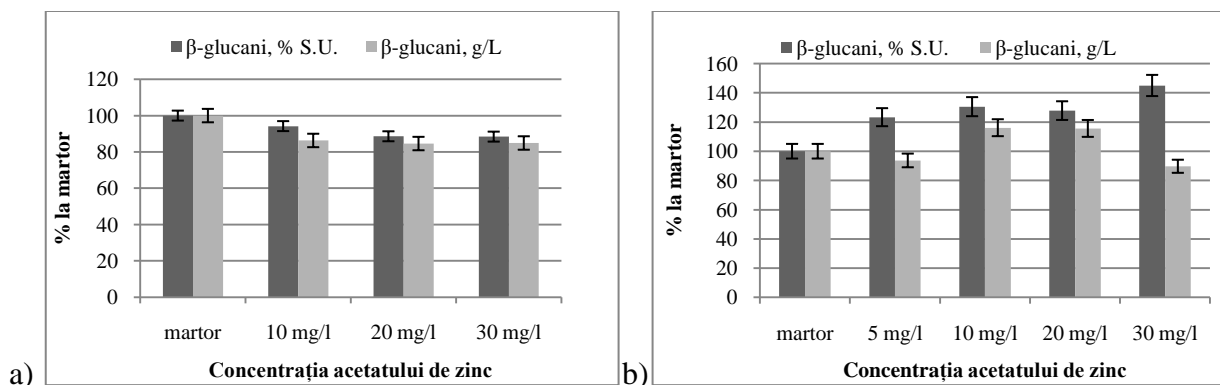 β-glucani, % S.U. β-glucani, g/L
120
100
80
60
40
20
0
% la martor
martor 10 mg/l 20 mg/l 30 mg/l
Concentrația acetatului de zinc
a)
β-glucani, % S.U. β-glucani, g/L
160
140
120
100
80
60
40
20
0
% la martor
martor 5 mg/l 10 mg/l 20 mg/l 30 mg/l
Concentrația acetatului de zinc
b)